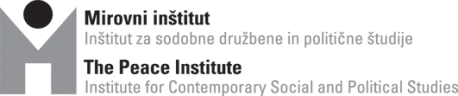 Mirovni inštitut
Inštitut za sodobne družbene in politične študije
The Peace Institute
Institute for Contemporary Social and Political Studies